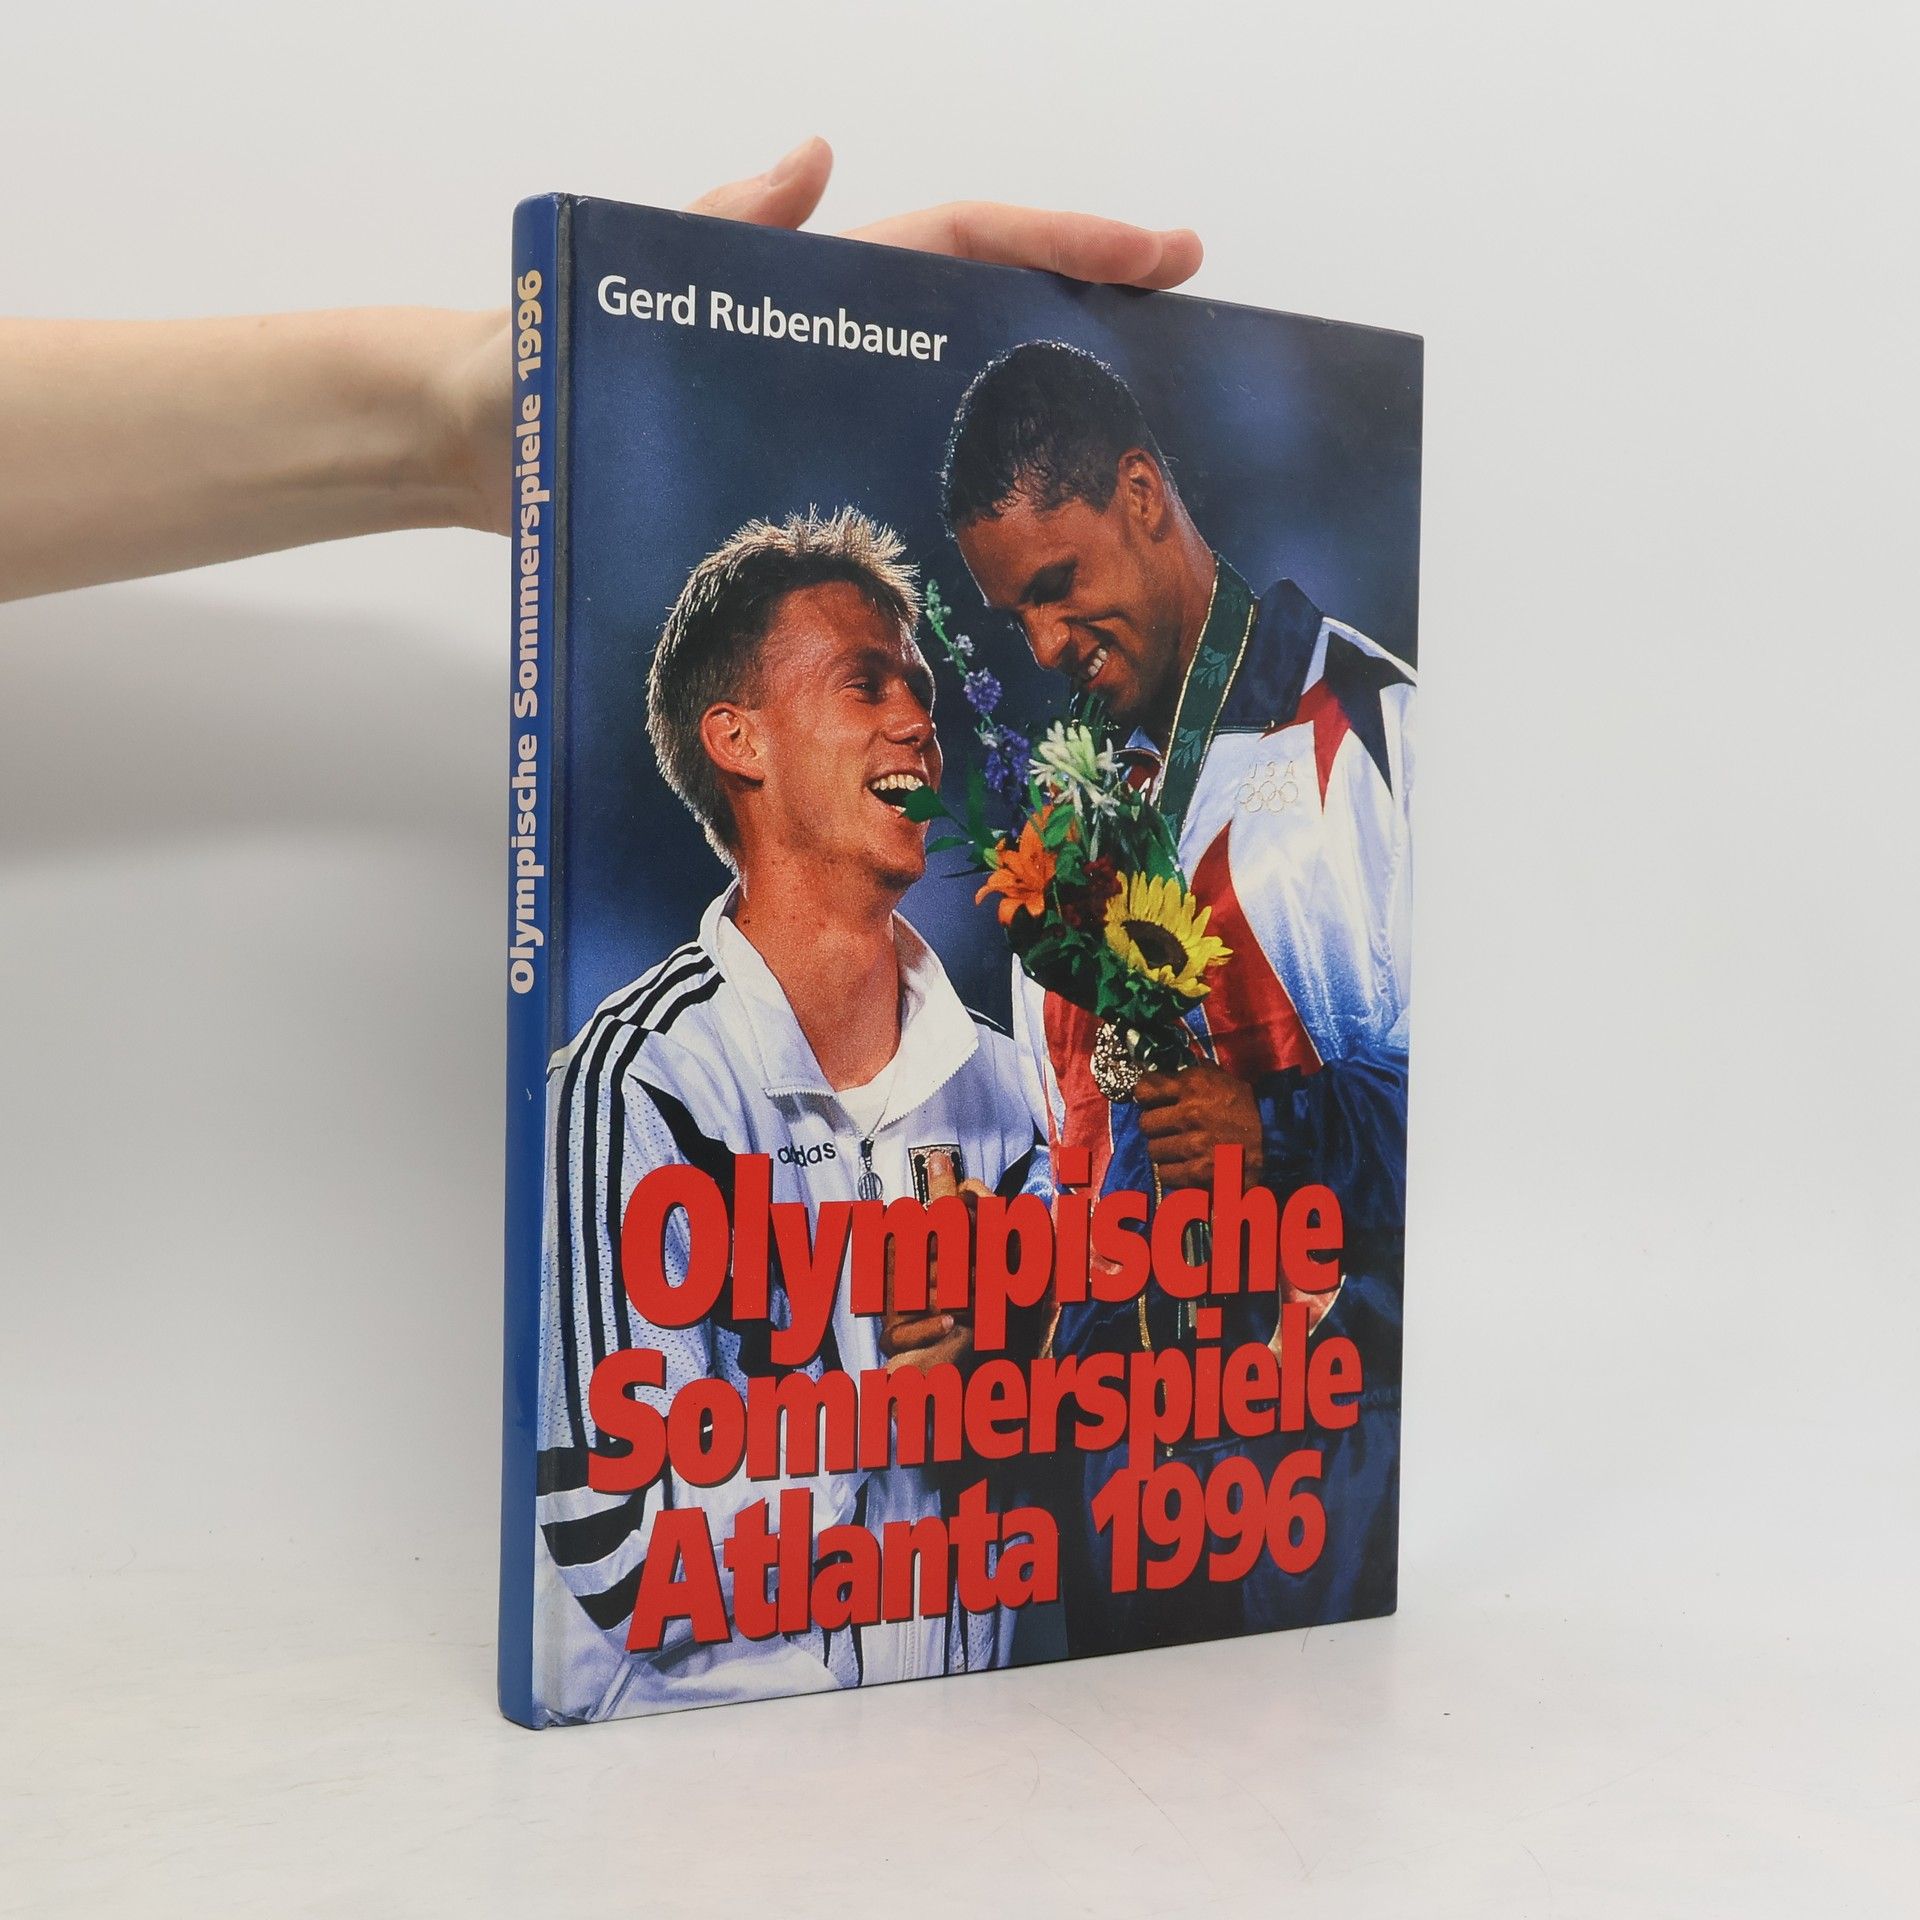 Olympische Sommerspiele 1996
Gerd Rubenbauer
USA
adidas
Olympische
Sommerspiele
Atlanta 1996